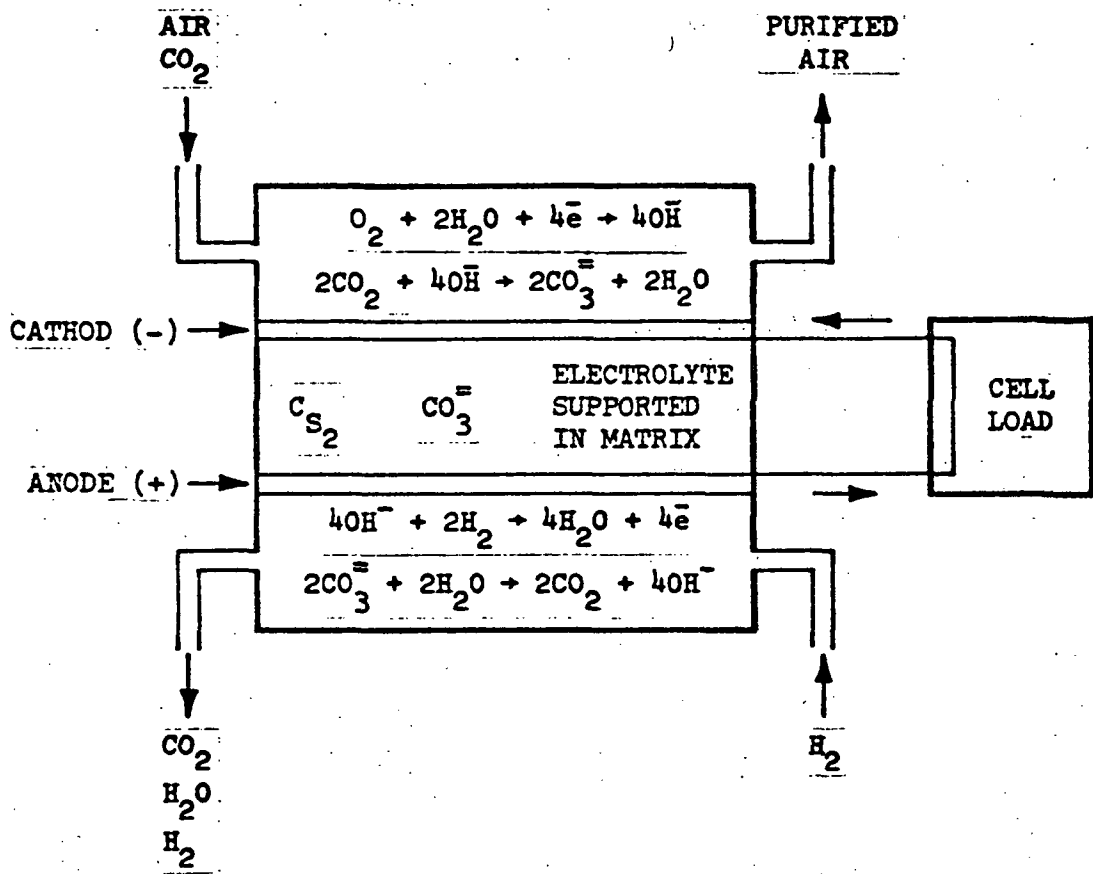 AIR
CO₂
PURIFIED
AIR
O₂ + 2H₂O + 4e̅ → 4OH̅
2CO₂ + 4OH̅ → 2CO₃⁼ + 2H₂O
CATHOD (-)
C_S₂
CO₃⁼
ELECTROLYTE
SUPPORTED
IN MATRIX
CELL
LOAD
ANODE (+)
4OH⁻ + 2H₂ → 4H₂O + 4e̅
2CO₃⁼ + 2H₂O → 2CO₂ + 4OH⁻
CO₂
H₂O
H₂
H₂